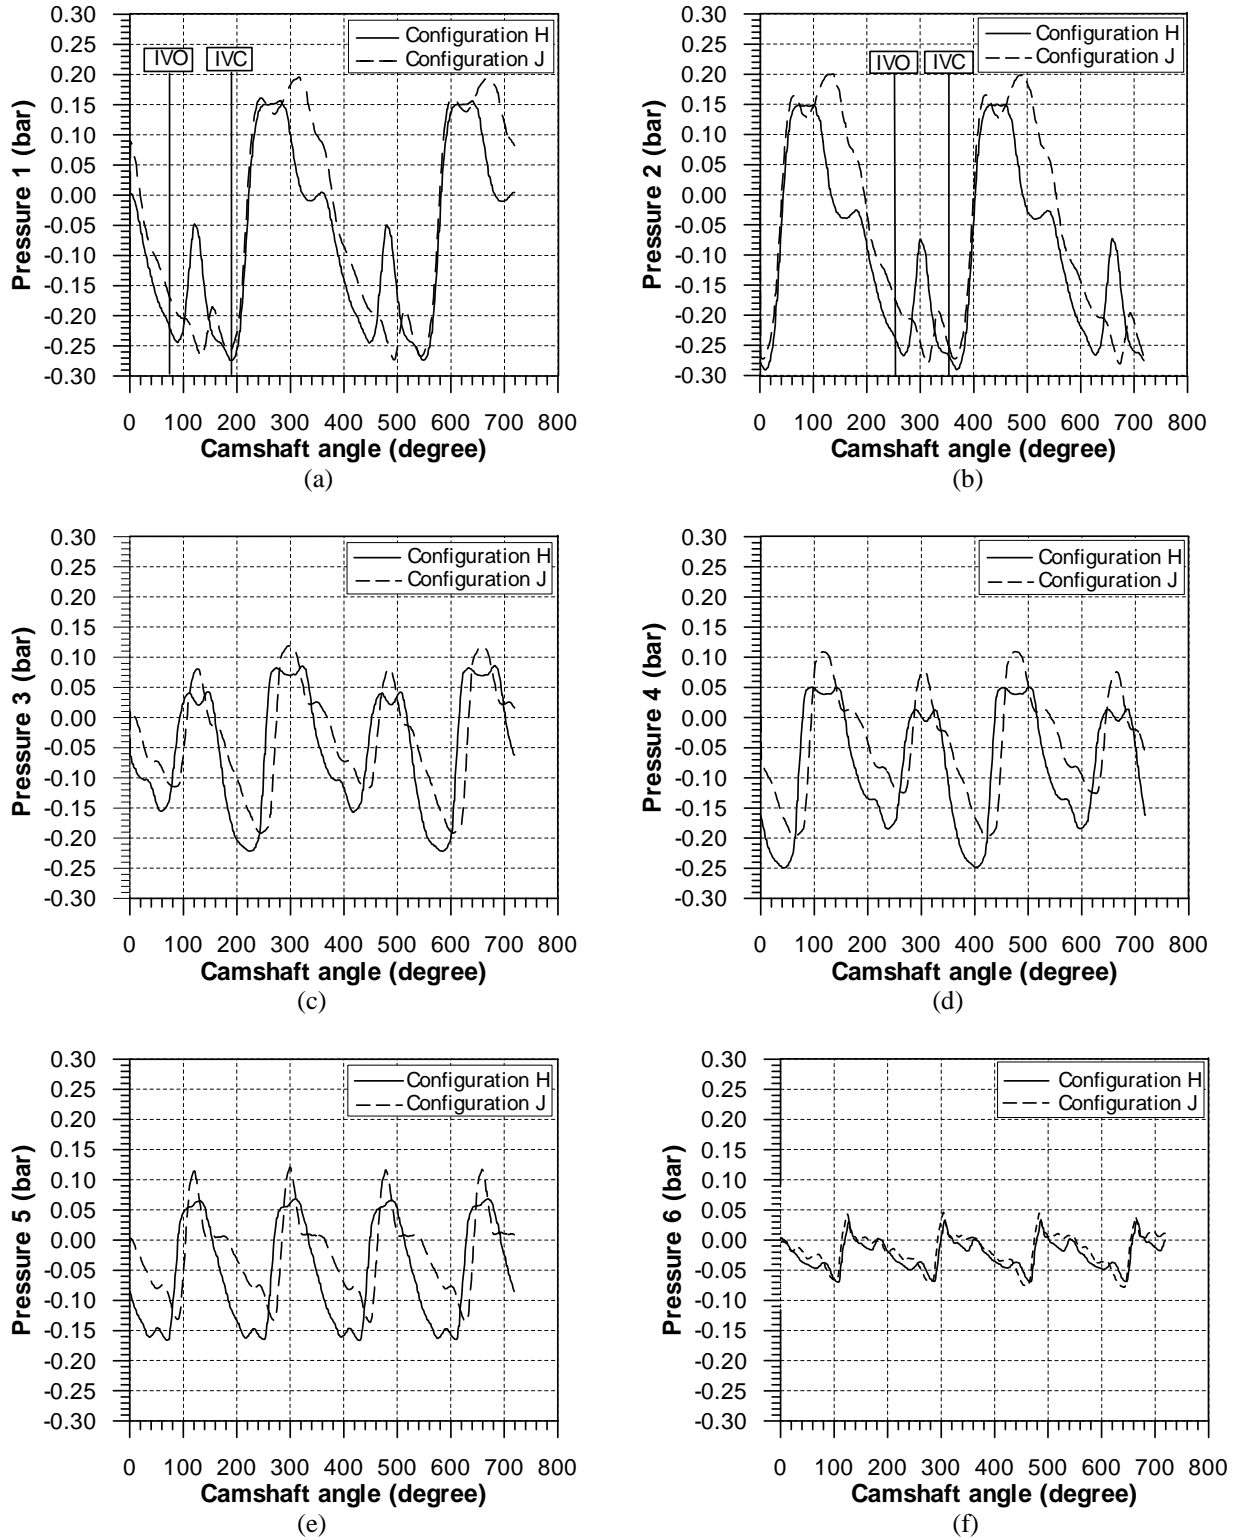 0.30
0.25
0.20
0.15
0.10
0.05
0.00
-0.05
-0.10
-0.15
-0.20
-0.25
-0.30
Pressure 1 (bar)
Configuration H
Configuration J
IVO
IVC
0 100 200 300 400 500 600 700 800
Camshaft angle (degree)
(a)
0.30
0.25
0.20
0.15
0.10
0.05
0.00
-0.05
-0.10
-0.15
-0.20
-0.25
-0.30
Pressure 2 (bar)
Configuration H
Configuration J
IVO
IVC
0 100 200 300 400 500 600 700 800
Camshaft angle (degree)
(b)
0.30
0.25
0.20
0.15
0.10
0.05
0.00
-0.05
-0.10
-0.15
-0.20
-0.25
-0.30
Pressure 3 (bar)
Configuration H
Configuration J
0 100 200 300 400 500 600 700 800
Camshaft angle (degree)
(c)
0.30
0.25
0.20
0.15
0.10
0.05
0.00
-0.05
-0.10
-0.15
-0.20
-0.25
-0.30
Pressure 4 (bar)
Configuration H
Configuration J
0 100 200 300 400 500 600 700 800
Camshaft angle (degree)
(d)
0.30
0.25
0.20
0.15
0.10
0.05
0.00
-0.05
-0.10
-0.15
-0.20
-0.25
-0.30
Pressure 5 (bar)
Configuration H
Configuration J
0 100 200 300 400 500 600 700 800
Camshaft angle (degree)
(e)
0.30
0.25
0.20
0.15
0.10
0.05
0.00
-0.05
-0.10
-0.15
-0.20
-0.25
-0.30
Pressure 6 (bar)
Configuration H
Configuration J
0 100 200 300 400 500 600 700 800
Camshaft angle (degree)
(f)